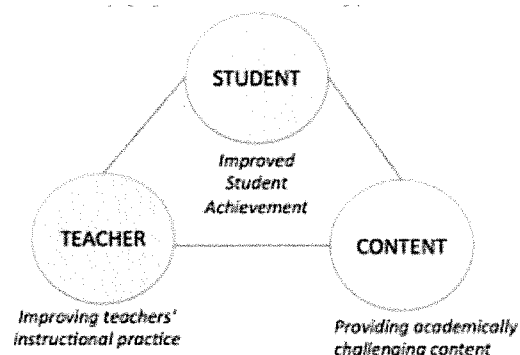 STUDENT
Improved
Student
Achievement
TEACHER
CONTENT
Improving teachers'
instructional practice
Providing academically
challenging content